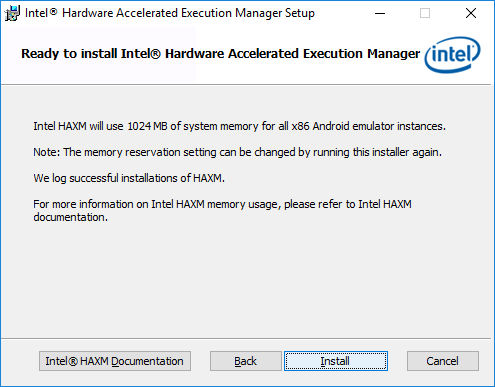 Intel® Hardware Accelerated Execution Manager Setup
Ready to install Intel® Hardware Accelerated Execution Manager
intel
Intel HAXM will use 1024 MB of system memory for all x86 Android emulator instances.
Note: The memory reservation setting can be changed by running this installer again.
We log successful installations of HAXM.
For more information on Intel HAXM memory usage, please refer to Intel HAXM
documentation.
Intel® HAXM Documentation
Back
Install
Cancel